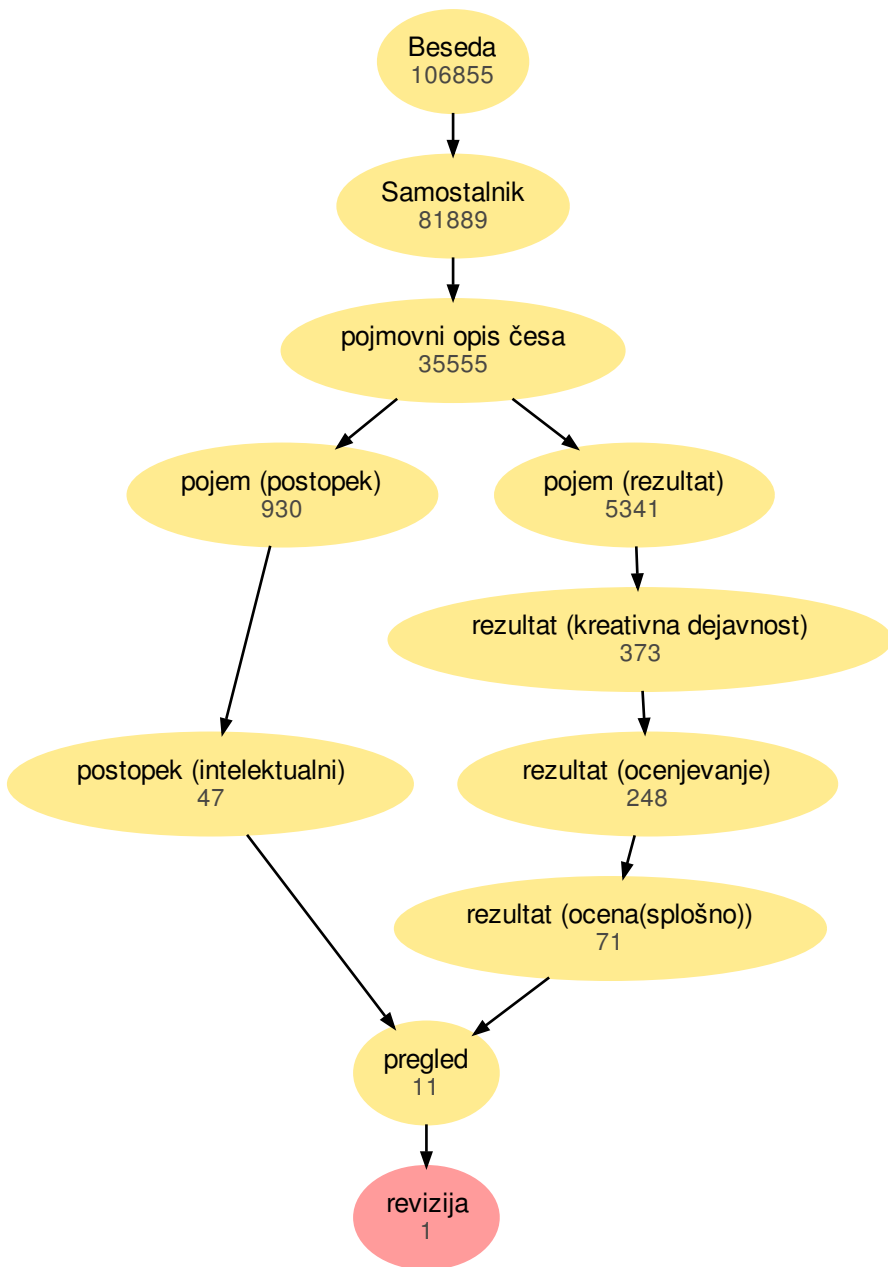 Beseda
106855
Samostalnik
81889
pojmovni opis česa
35555
pojem (postopek)
930
pojem (rezultat)
5341
rezultat (kreativna dejavnost)
373
postopek (intelektualni)
47
rezultat (ocenjevanje)
248
rezultat (ocena(splošno))
71
pregled
11
revizija
1